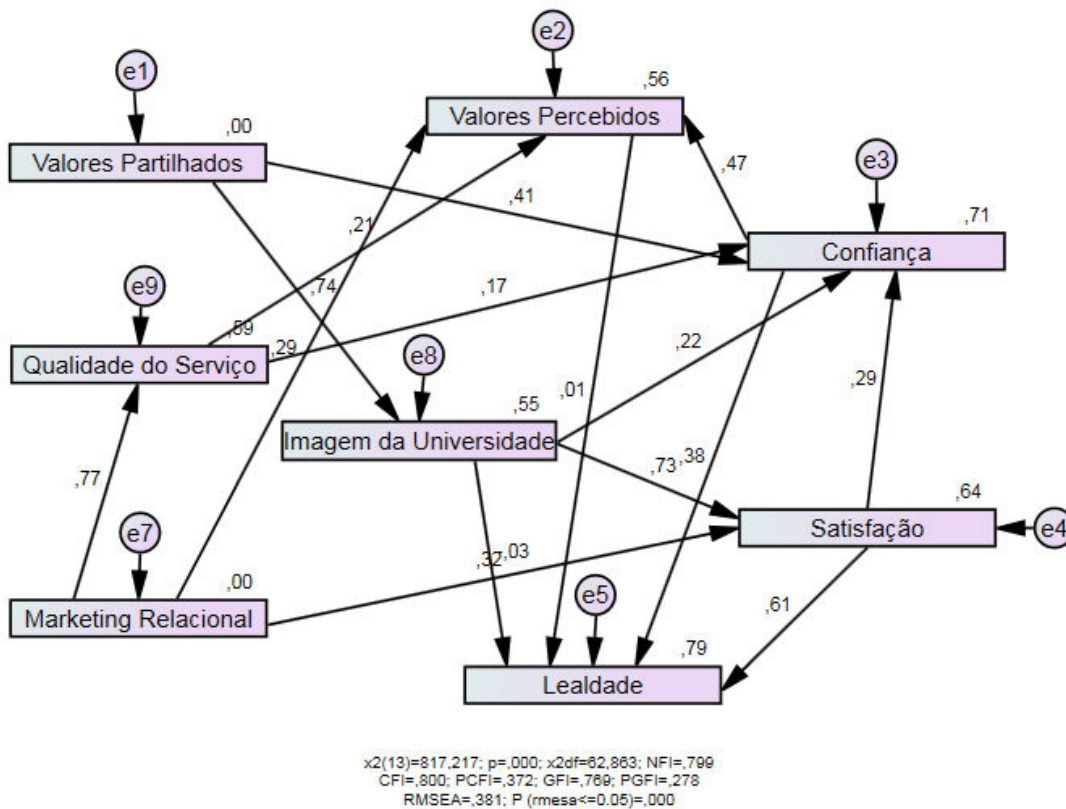 e2
e1
,56
Valores Percebidos
,00
Valores Partilhados
e3
,47
,41
,71
Confiança
,21
e9
,74
,17
,59
,29
Qualidade do Serviço
e8
,22
,29
,01
,55
Imagem da Universidade
,77
,73
,38
,64
Satisfação
e4
e7
,32
,03
,00
e5
Marketing Relacional
,61
,79
Lealdade
x2(13)=817,217; p=,000; x2df=62,863; NFI=,799
CFI=,800; PCFI=,372; GFI=,769; PGFI=,278
RMSEA=,381; P (rmesa<=0.05)=,000